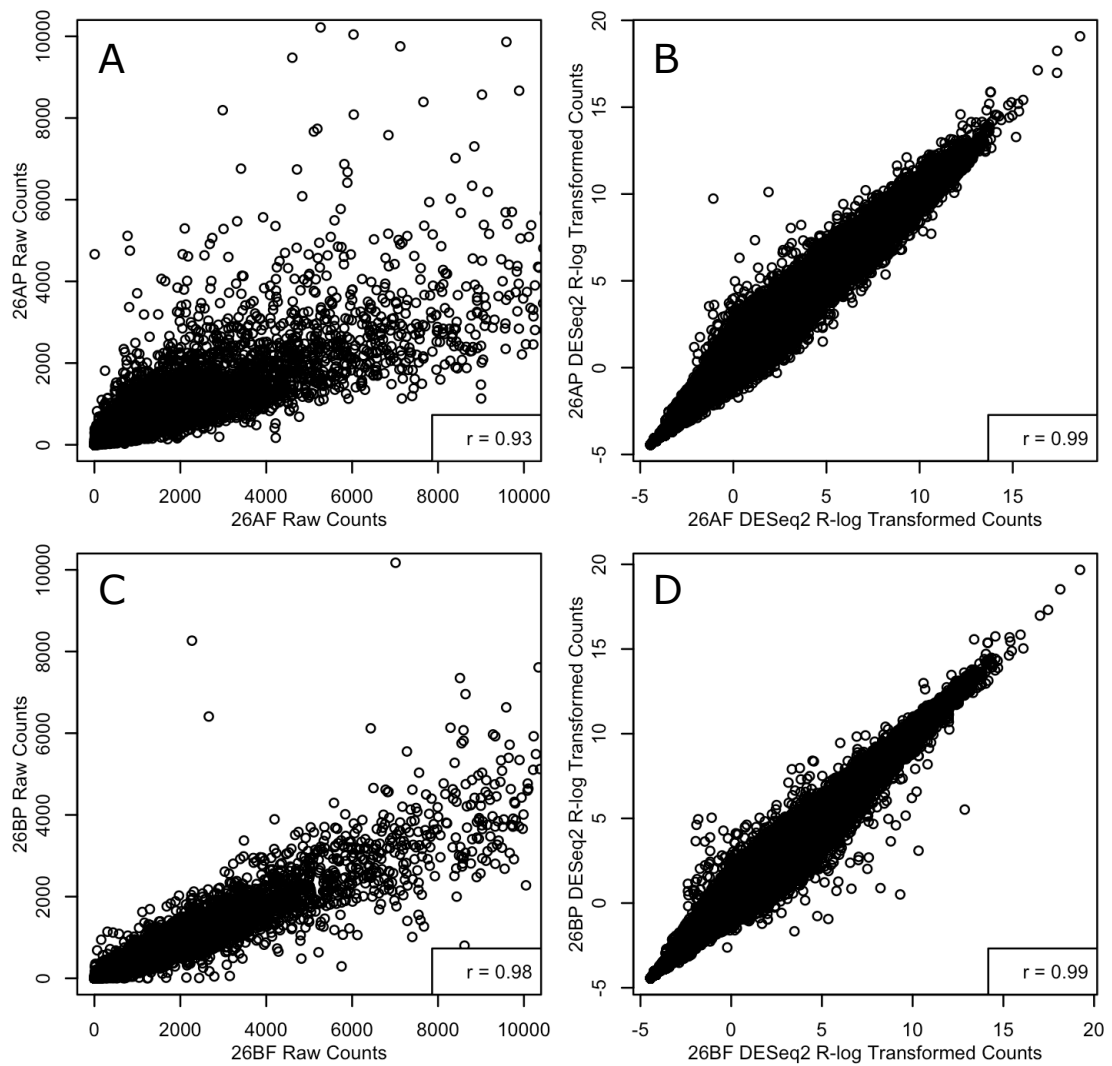 A
10000
8000
6000
4000
2000
0
26AP Raw Counts
0 2000 4000 6000 8000 10000
26AF Raw Counts
r = 0.93
B
20
15
10
5
0
-5
26AP DESeq2 R-log Transformed Counts
-5 0 5 10 15
26AF DESeq2 R-log Transformed Counts
r = 0.99
C
10000
8000
6000
4000
2000
0
26BP Raw Counts
0 2000 4000 6000 8000 10000
26BF Raw Counts
r = 0.98
D
20
15
10
5
0
-5
26BP DESeq2 R-log Transformed Counts
-5 0 5 10 15 20
26BF DESeq2 R-log Transformed Counts
r = 0.99